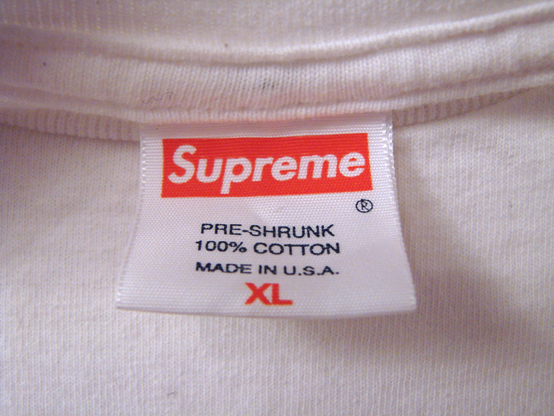 Supreme
®
PRE-SHRUNK
100% COTTON
MADE IN U.S.A.
XL